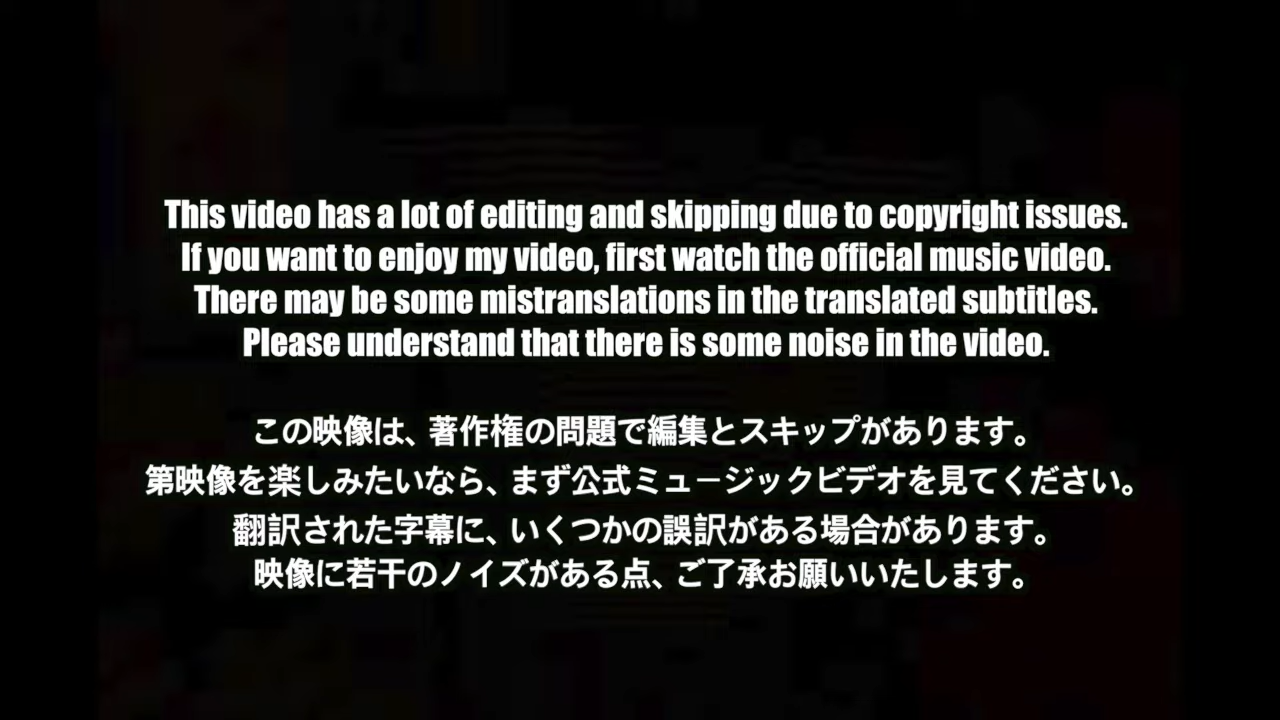 This video has a lot of editing and skipping due to copyright issues.
If you want to enjoy my video, first watch the official music video.
There may be some mistranslations in the translated subtitles.
Please understand that there is some noise in the video.
この映像は、著作権の問題で編集とスキップがあります。
第映像を楽しみたいなら、まず公式ミュージックビデオを見てください。
翻訳された字幕に、いくつかの誤訳がある場合があります。
映像に若干のノイズがある点、ご了承お願いいたします。